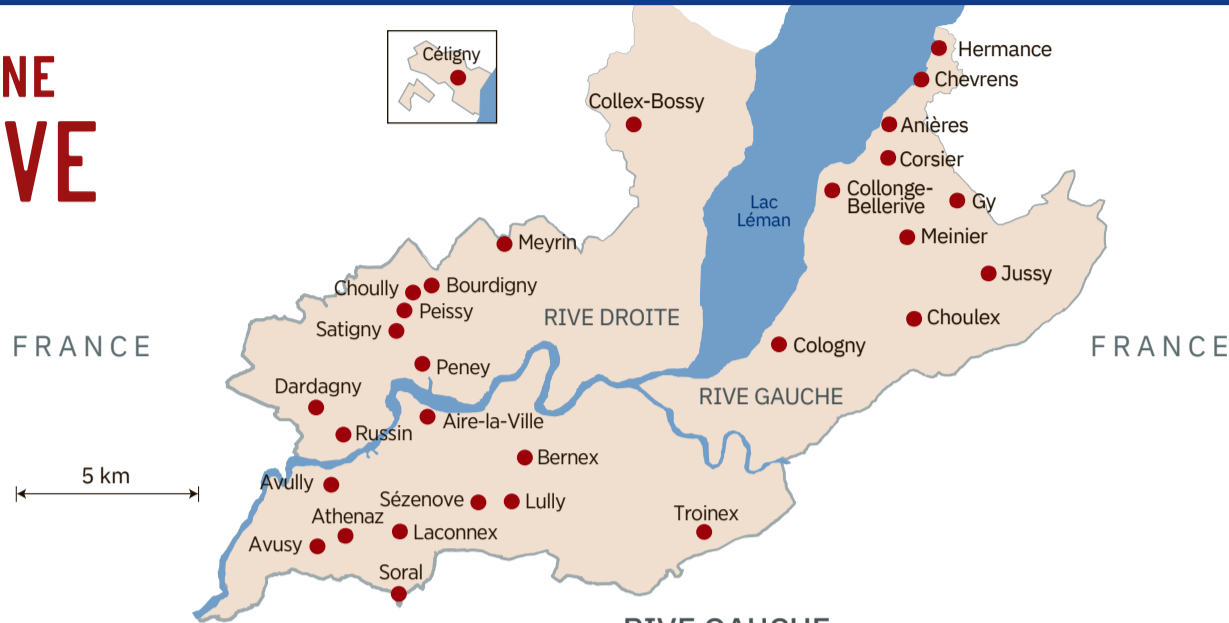 NE
VE
Céligny
Hermance
Chevrens
Collex-Bossy
Anières
Corsier
Collonge-
Bellerive
Gy
Lac
Léman
Meyrin
Meinier
Jussy
Choully
Bourdigny
Peissy
Satigny
RIVE DROITE
Choulex
FRANCE
Cologny
FRANCE
Peney
Dardagny
RIVE GAUCHE
Aire-la-Ville
Russin
Bernex
5 km
Avully
Sézenove
Lully
Athenaz
Troinex
Laconnex
Avusy
Soral
RIVE GAUCHE